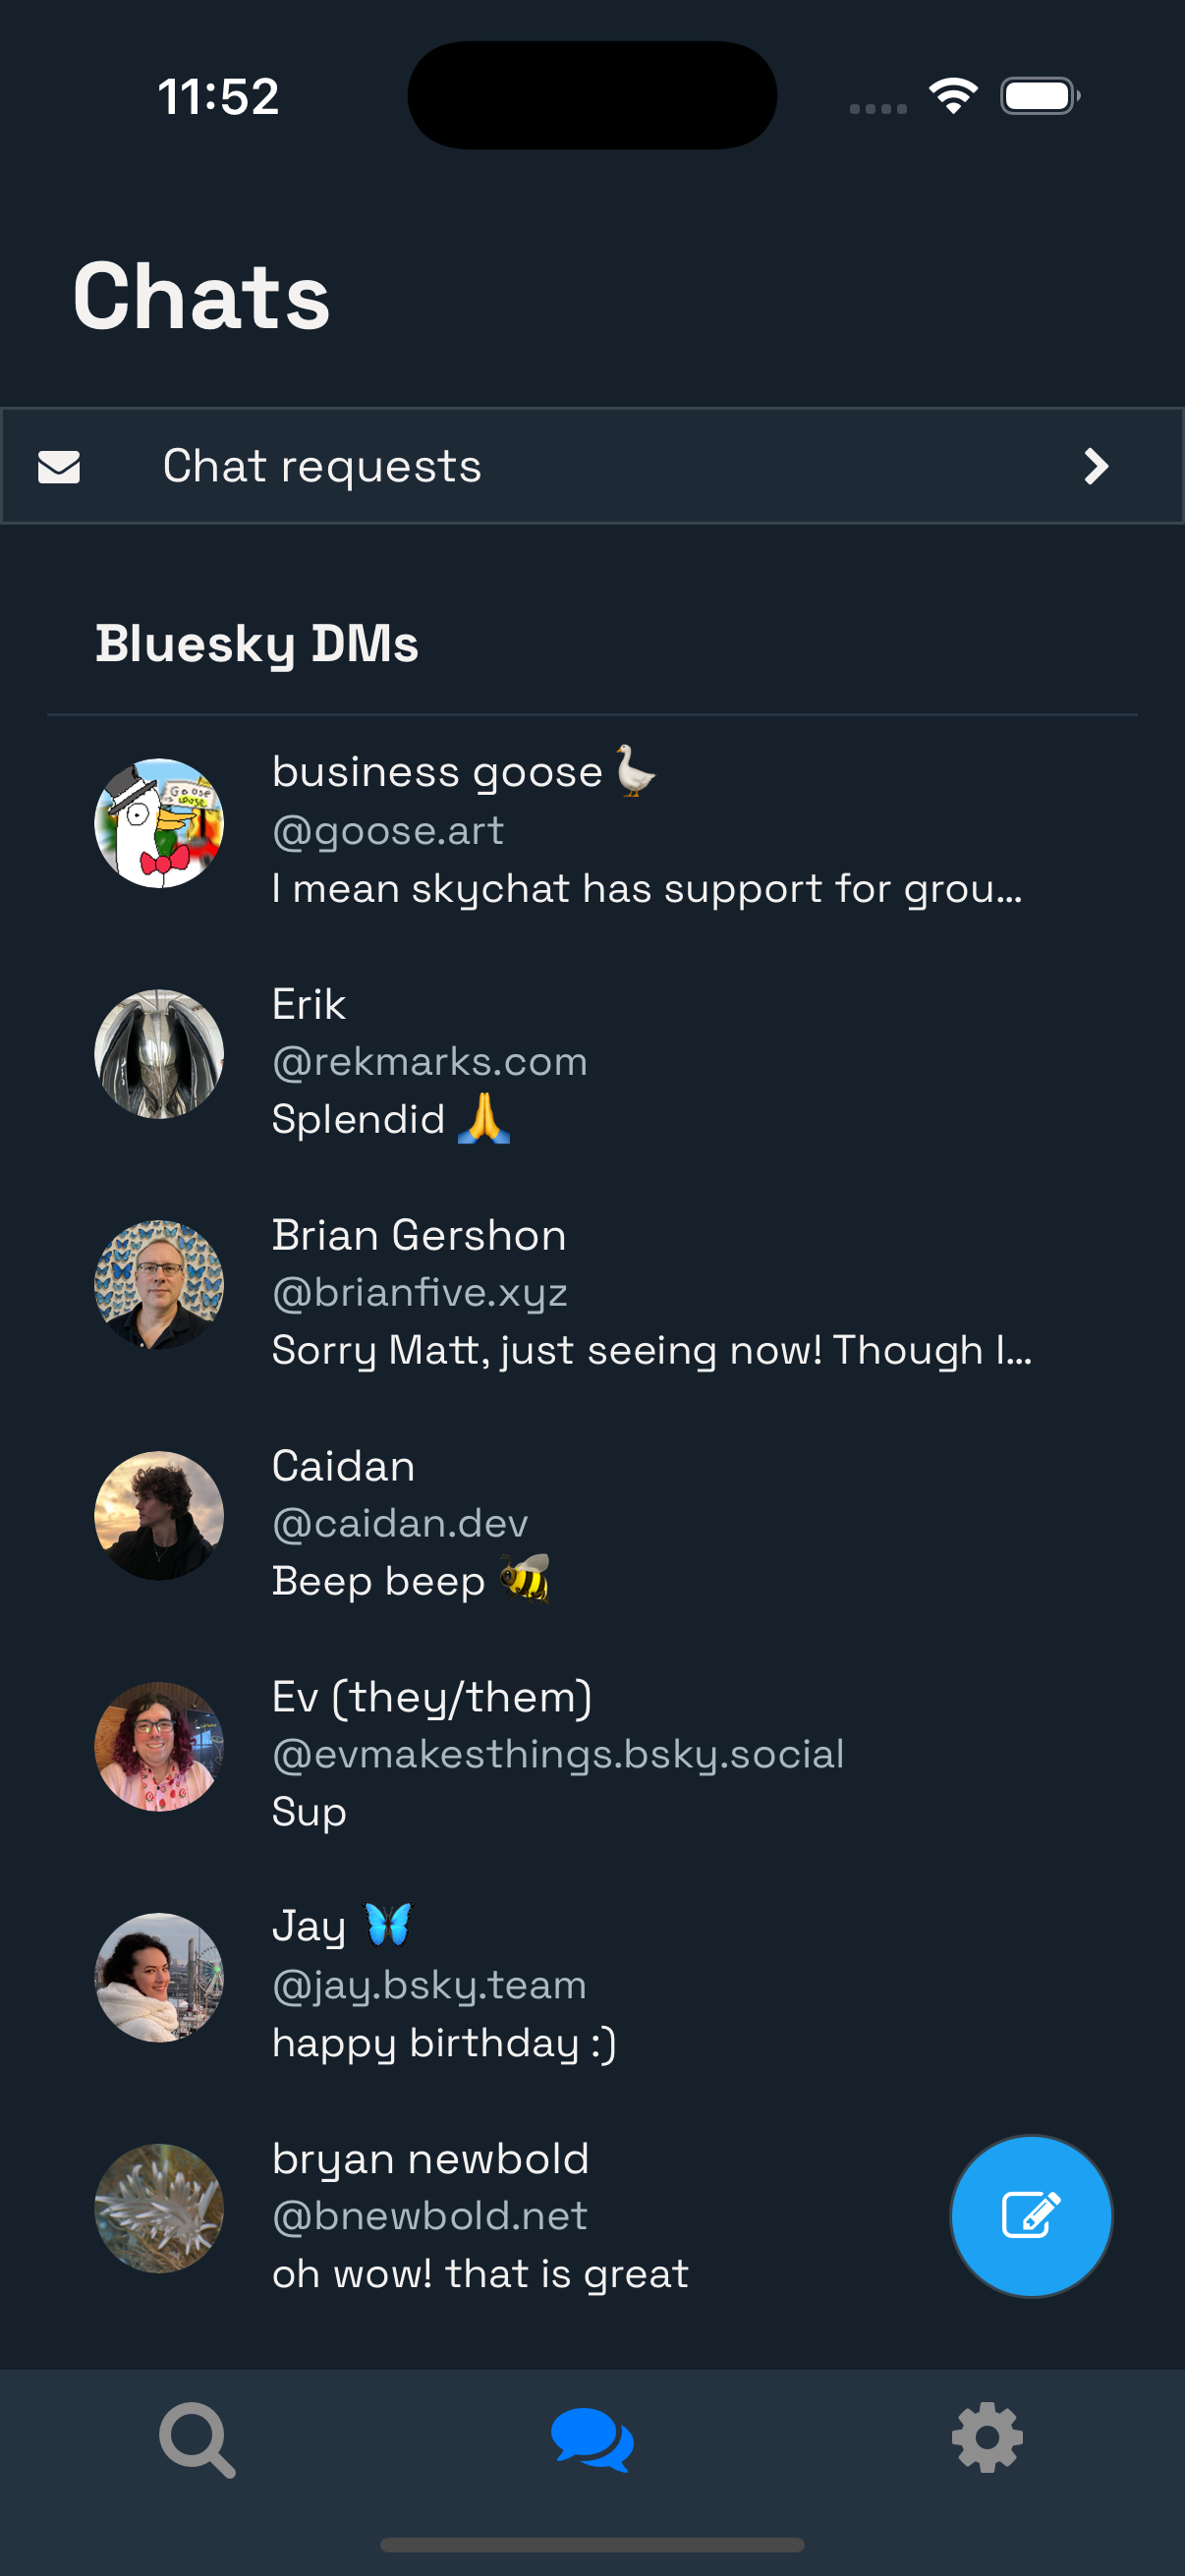 11:52
Chats
Chat requests
Bluesky DMs
business goose🪿
@goose.art
I mean skychat has support for grou...
Erik
@rekmarks.com
Splendid 🙏
Brian Gershon
@brianfive.xyz
Sorry Matt, just seeing now! Though I...
Caidan
@caidan.dev
Beep beep 🐝
Ev (they/them)
@evmakesthings.bsky.social
Sup
Jay 🦋
@jay.bsky.team
happy birthday :)
bryan newbold
@bnewbold.net
oh wow! that is great